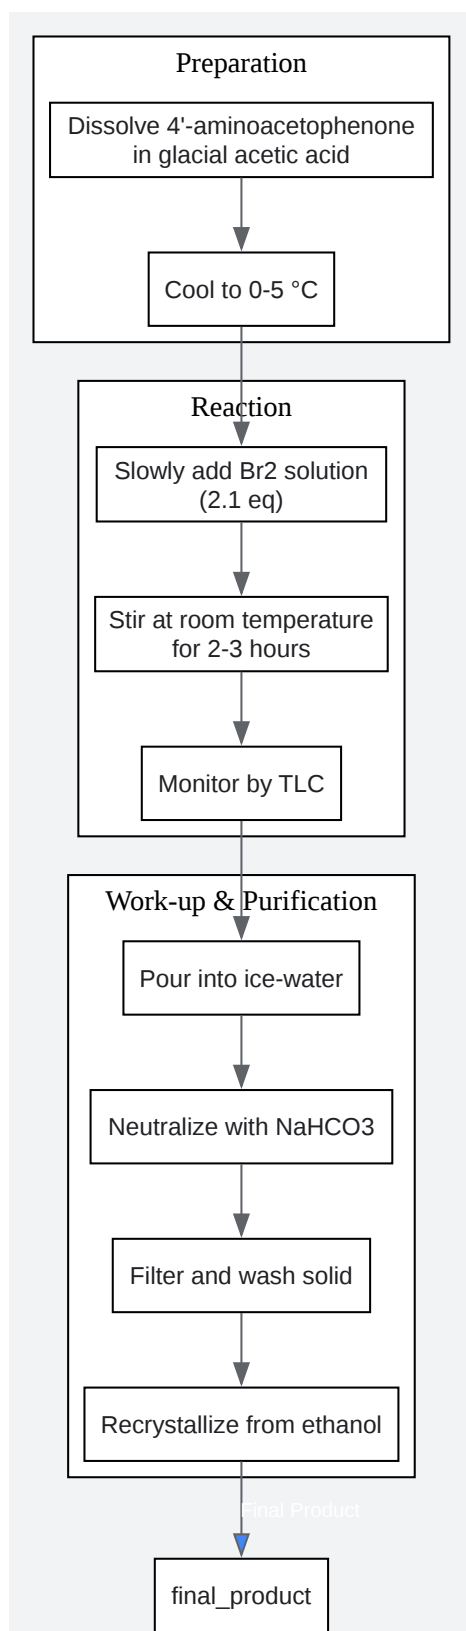 Preparation
Dissolve 4'-aminoacetophenone
in glacial acetic acid
Cool to 0-5 °C
Reaction
Slowly add Br2 solution
(2.1 eq)
Stir at room temperature
for 2-3 hours
Monitor by TLC
Work-up & Purification
Pour into ice-water
Neutralize with NaHCO3
Filter and wash solid
Recrystallize from ethanol
Final Product
final_product